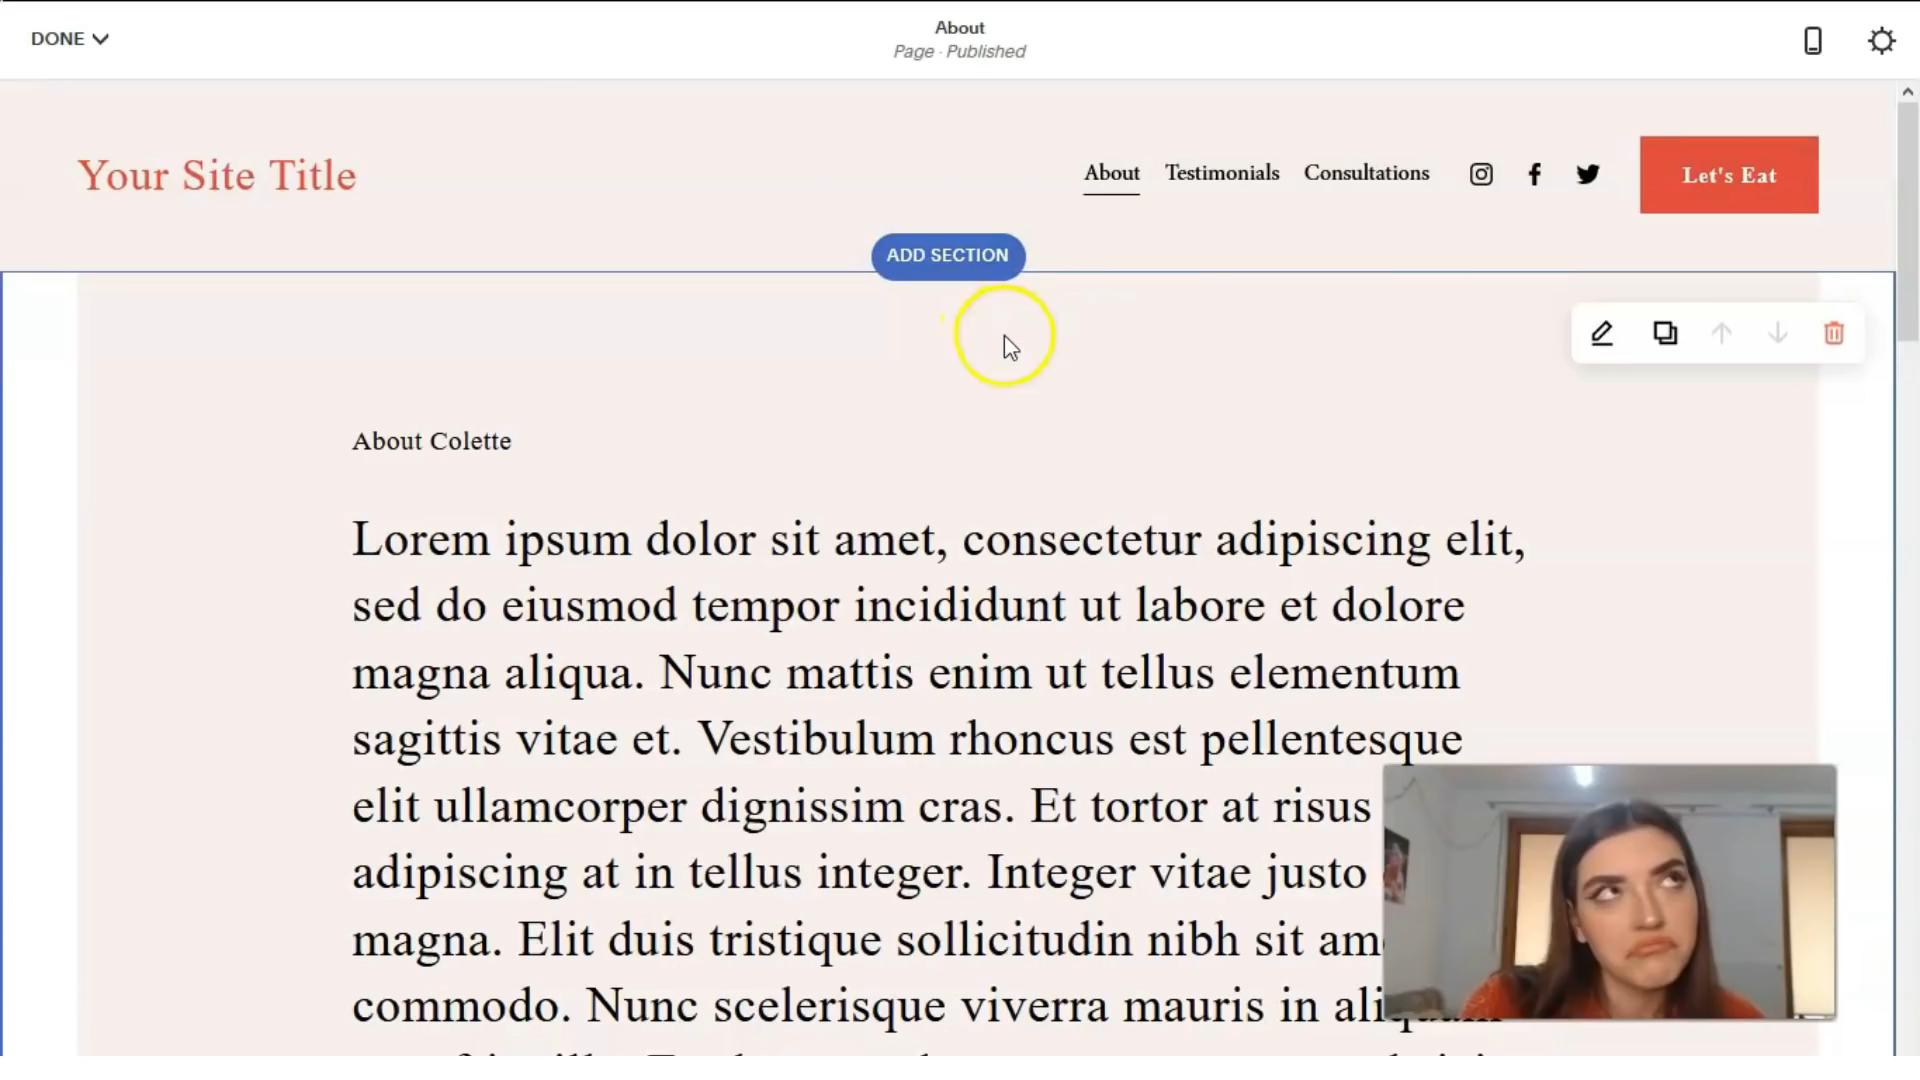 DONE
About
Page · Published
Your Site Title
About Testimonials Consultations
Let's Eat
ADD SECTION
About Colette
Lorem ipsum dolor sit amet, consectetur adipiscing elit,
sed do eiusmod tempor incididunt ut labore et dolore
magna aliqua. Nunc mattis enim ut tellus elementum
sagittis vitae et. Vestibulum rhoncus est pellentesque
elit ullamcorper dignissim cras. Et tortor at risus
adipiscing at in tellus integer. Integer vitae justo
magna. Elit duis tristique sollicitudin nibh sit
commodo. Nunc scelerisque viverra mauris in